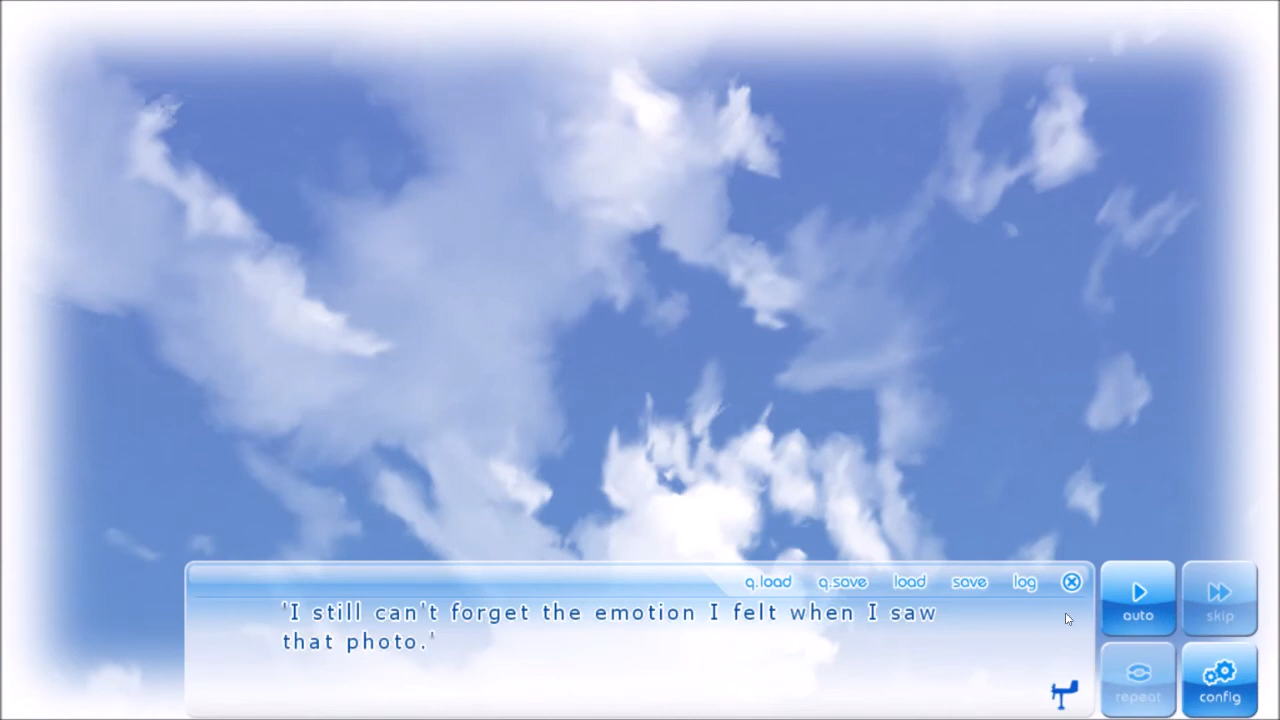 q.load q.save load save log
'I still can't forget the emotion I felt when I saw
that photo.'
auto skip
repeat config